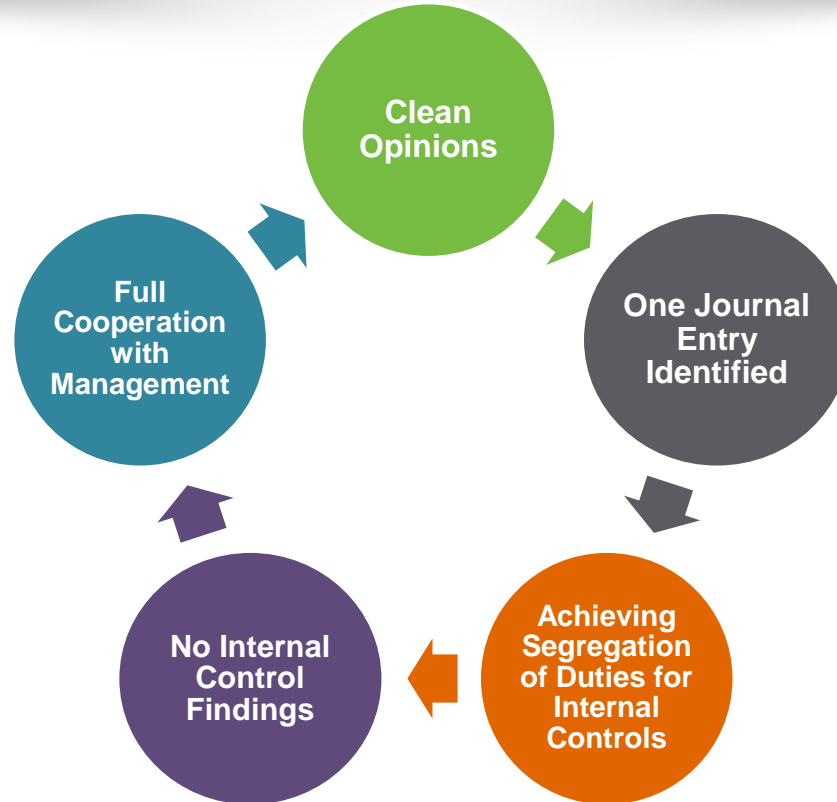 Clean
Opinions
One Journal
Entry
Identified
Achieving
Segregation
of Duties for
Internal
Controls
No Internal
Control
Findings
Full
Cooperation
with
Management